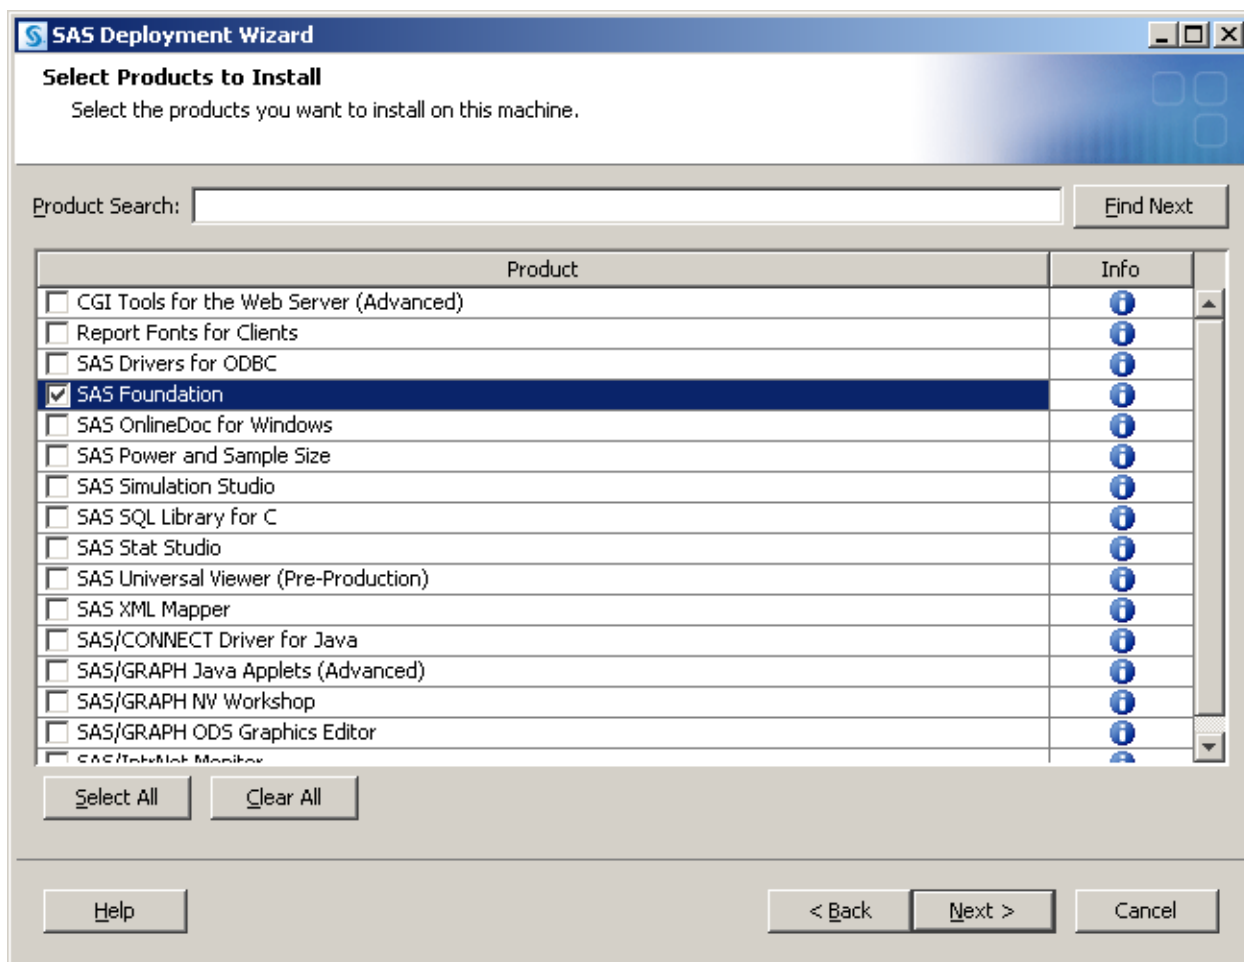 SAS Deployment Wizard
Select Products to Install
Select the products you want to install on this machine.
Product Search:
Find Next
Product Info
CGI Tools for the Web Server (Advanced)
Report Fonts for Clients
SAS Drivers for ODBC
SAS Foundation
SAS OnlineDoc for Windows
SAS Power and Sample Size
SAS Simulation Studio
SAS SQL Library for C
SAS Stat Studio
SAS Universal Viewer (Pre-Production)
SAS XML Mapper
SAS/CONNECT Driver for Java
SAS/GRAPH Java Applets (Advanced)
SAS/GRAPH NV Workshop
SAS/GRAPH ODS Graphics Editor
SAS/IntrNet Monitor
Select All Clear All
Help < Back Next > Cancel